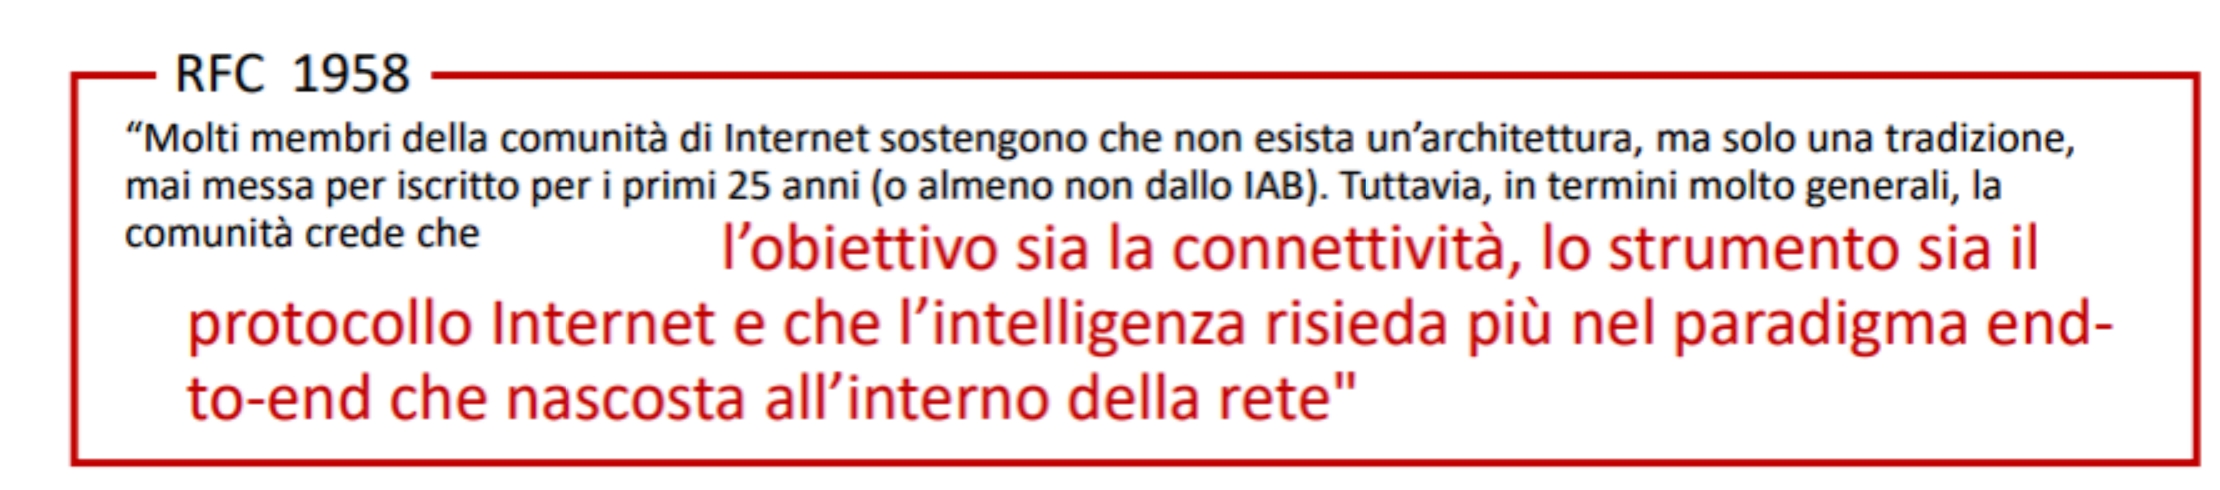 RFC 1958
“Molti membri della comunità di Internet sostengono che non esista un’architettura, ma solo una tradizione,
mai messa per iscritto per i primi 25 anni (o almeno non dallo IAB). Tuttavia, in termini molto generali, la
comunità crede che l’obiettivo sia la connettività, lo strumento sia il
protocollo Internet e che l’intelligenza risieda più nel paradigma end-
to-end che nascosta all’interno della rete"